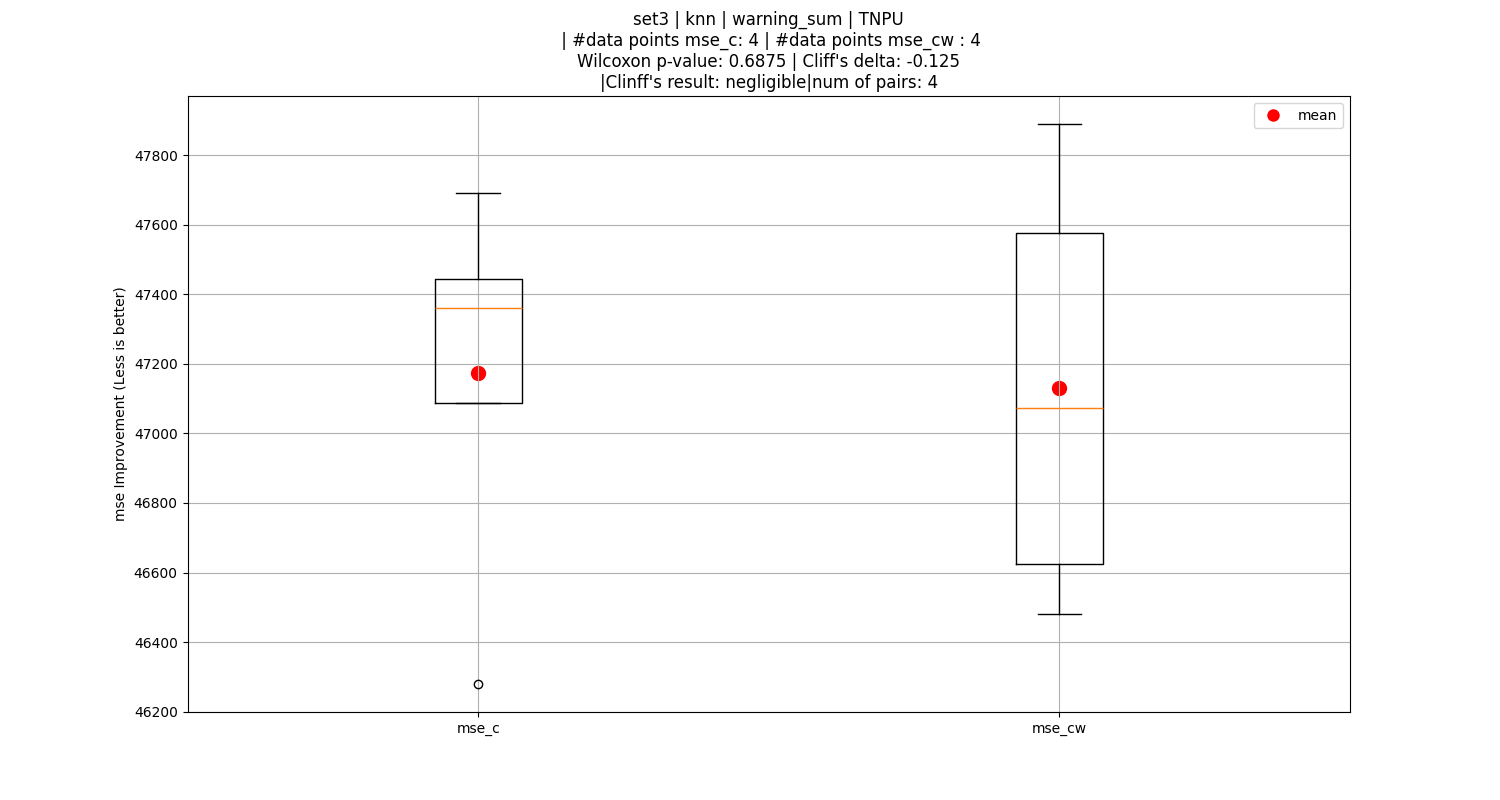 set3 | knn | warning_sum | TNPU
| #data points mse_c: 4 | #data points mse_cw : 4
Wilcoxon p-value: 0.6875 | Cliff's delta: -0.125
|Clinff's result: negligible|num of pairs: 4
mean
mse Improvement (Less is better)
47800
47600
47400
47200
47000
46800
46600
46400
46200
mse_c
mse_cw